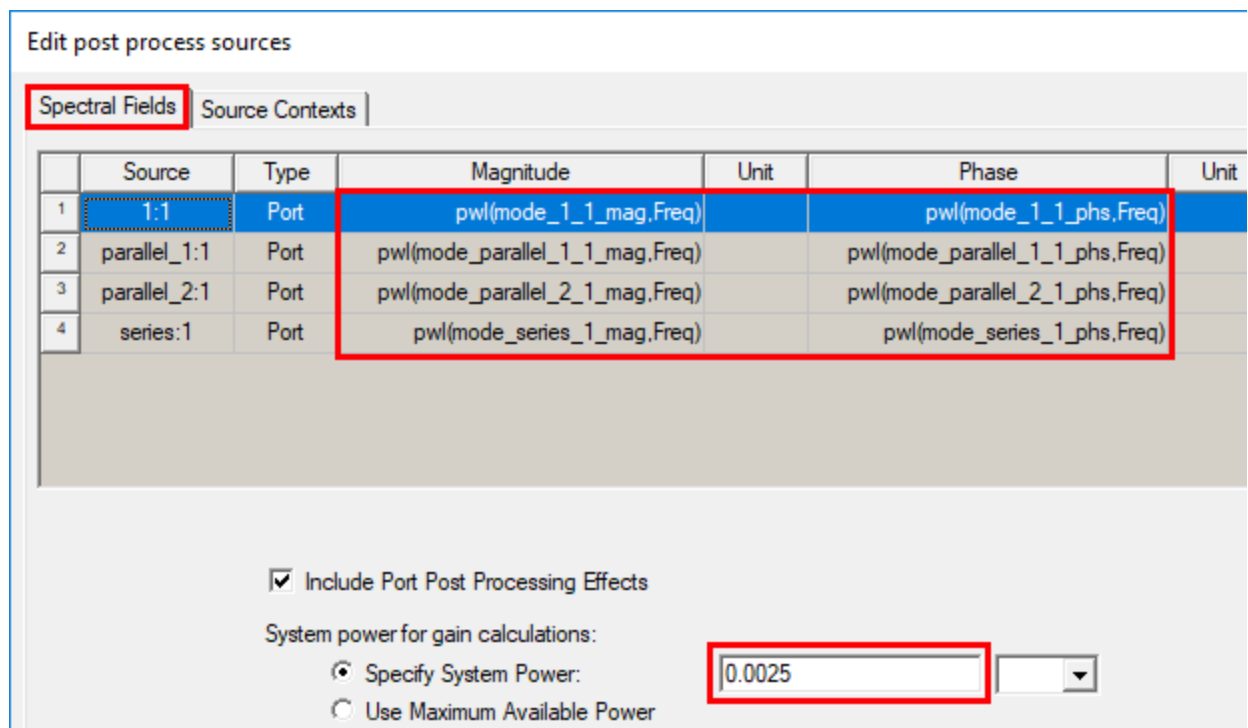 Edit post process sources
Spectral Fields Source Contexts
Source Type Magnitude Unit Phase Unit
1 1:1 Port pwl(mode_1_1_mag,Freq) pwl(mode_1_1_phs,Freq)
2 parallel_1:1 Port pwl(mode_parallel_1_1_mag,Freq) pwl(mode_parallel_1_1_phs,Freq)
3 parallel_2:1 Port pwl(mode_parallel_2_1_mag,Freq) pwl(mode_parallel_2_1_phs,Freq)
4 series:1 Port pwl(mode_series_1_mag,Freq) pwl(mode_series_1_phs,Freq)
Include Port Post Processing Effects
System power for gain calculations:
Specify System Power: 0.0025
Use Maximum Available Power